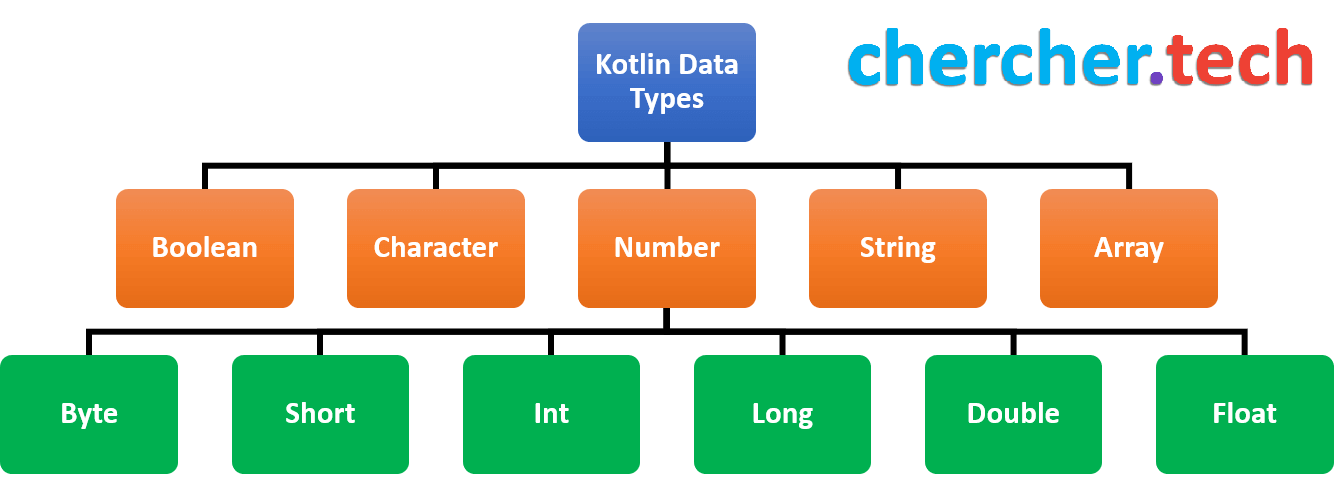 Kotlin Data
Types
chercher.tech
Boolean
Character
Number
String
Array
Byte
Short
Int
Long
Double
Float